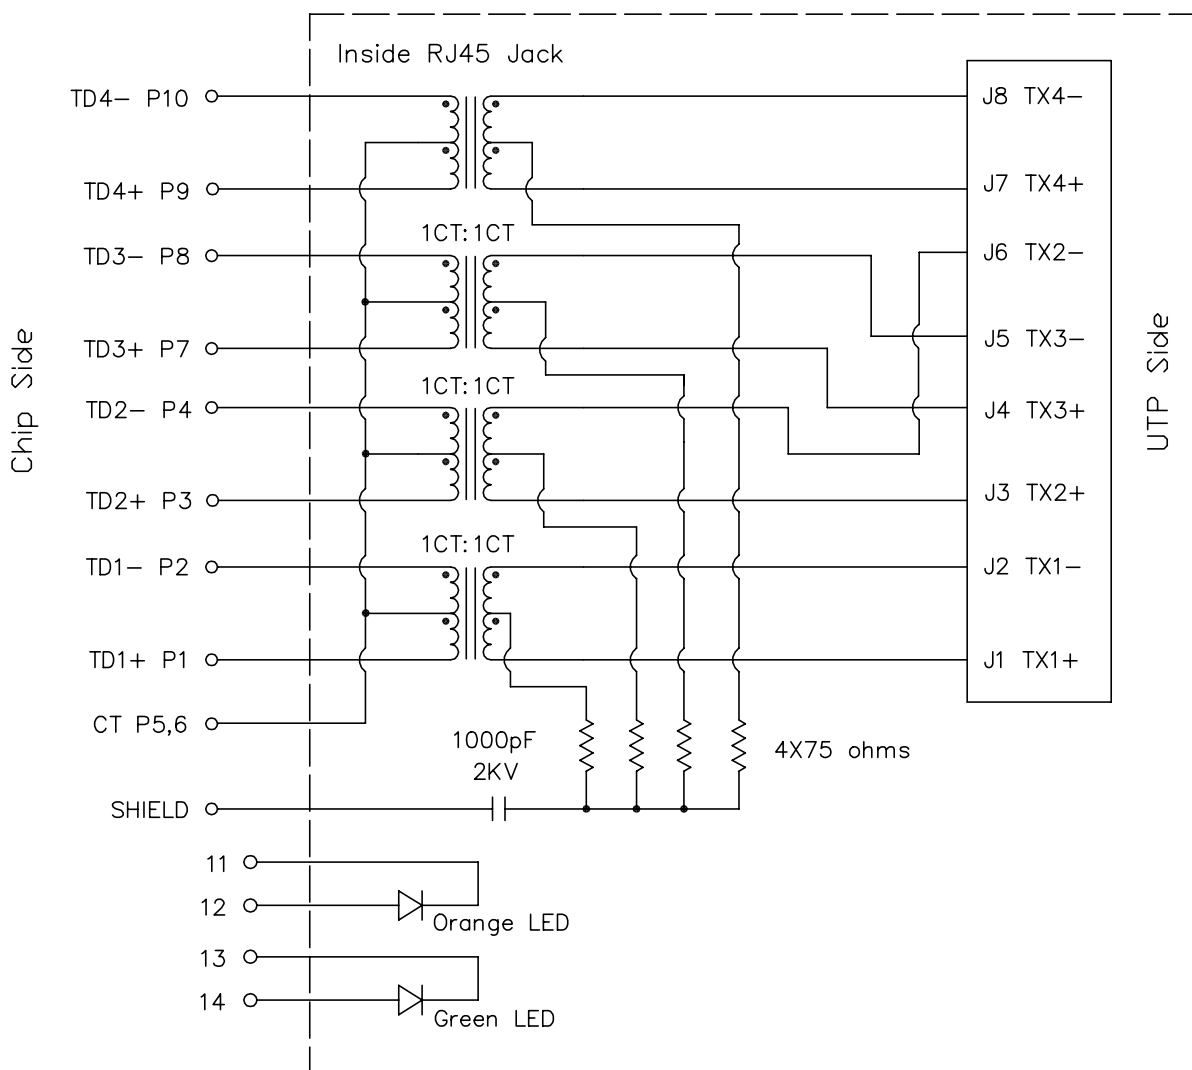 Inside RJ45 Jack
TD4- P10
J8 TX4-
TD4+ P9
J7 TX4+
1CT:1CT
TD3- P8
J6 TX2-
TD3+ P7
J5 TX3-
1CT:1CT
TD2- P4
J4 TX3+
TD2+ P3
J3 TX2+
1CT:1CT
TD1- P2
J2 TX1-
TD1+ P1
J1 TX1+
Chip Side
UTP Side
CT P5,6
1000pF
2KV
4X75 ohms
SHIELD
11
12
Orange LED
13
14
Green LED